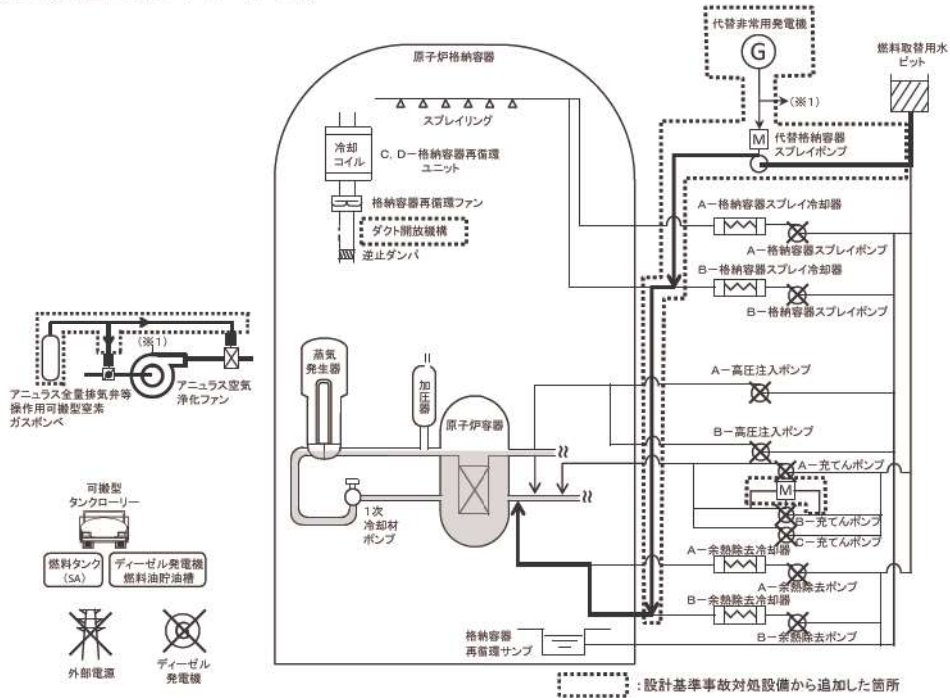 代替非常用発電機
G
燃料取替用水
ピット
原子炉格納容器
(※1)
スプレイリング
M
代替格納容器
スプレイポンプ
冷却
コイル
C，D－格納容器再循環
ユニット
格納容器再循環ファン
ダクト開放機構
逆止ダンパ
A－格納容器スプレイ冷却器
A－格納容器スプレイポンプ
B－格納容器スプレイ冷却器
B－格納容器スプレイポンプ
(※1)
アニュラス全量排気弁等
操作用可搬型窒素
ガスボンベ
アニュラス空気
浄化ファン
蒸気
発生器
加圧器
原子炉容器
A－高圧注入ポンプ
B－高圧注入ポンプ
A－充てんポンプ
M
B－充てんポンプ
C－充てんポンプ
1次
冷却材
ポンプ
可搬型
タンクローリー
燃料タンク
(SA)
ディーゼル発電機
燃料油貯油槽
A－余熱除去冷却器
A－余熱除去ポンプ
B－余熱除去冷却器
B－余熱除去ポンプ
外部電源
ディーゼル
発電機
格納容器
再循環サンプ
：設計基準事故対処設備から追加した箇所